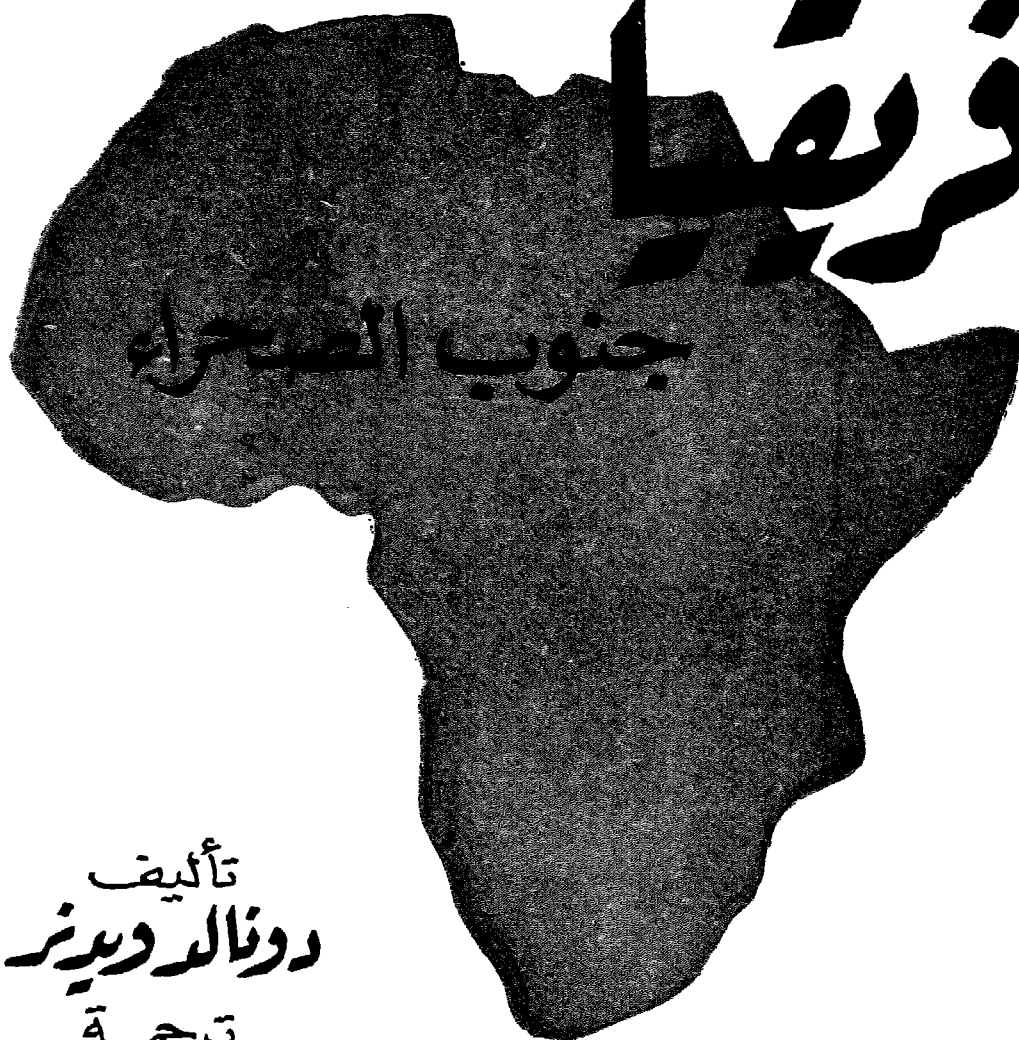 فريقيا
جنوب الصحراء
تأليف
دونالد ويدنر
ترجمة